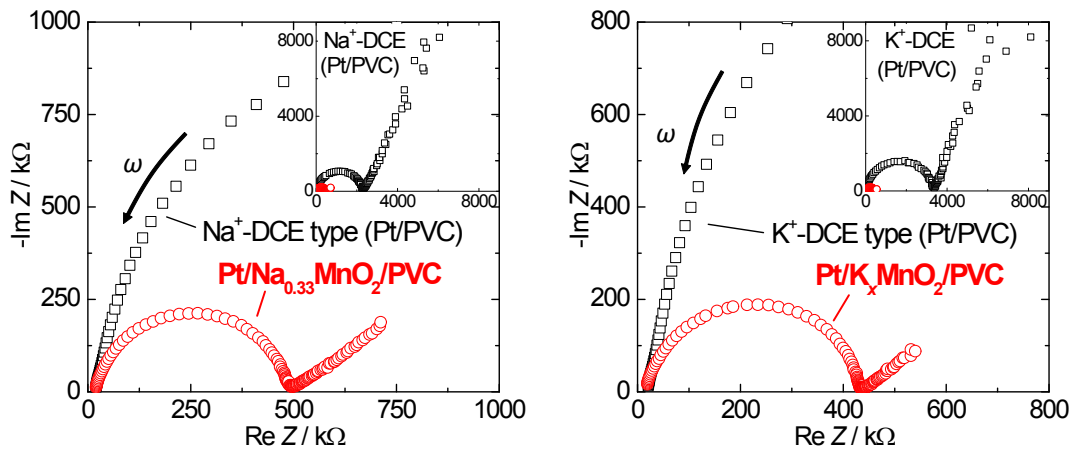 1000
750
500
250
0
-Im Z / kΩ
0 250 500 750 1000
Re Z / kΩ
ω
Na⁺-DCE type (Pt/PVC)
Pt/Na₀.₃₃MnO₂/PVC
8000
4000
0
0 4000 8000
Na⁺-DCE
(Pt/PVC)
800
600
400
200
0
-Im Z / kΩ
0 200 400 600 800
Re Z / kΩ
ω
K⁺-DCE type (Pt/PVC)
Pt/KₓMnO₂/PVC
8000
4000
0
0 2000 4000 6000 8000
K⁺-DCE
(Pt/PVC)